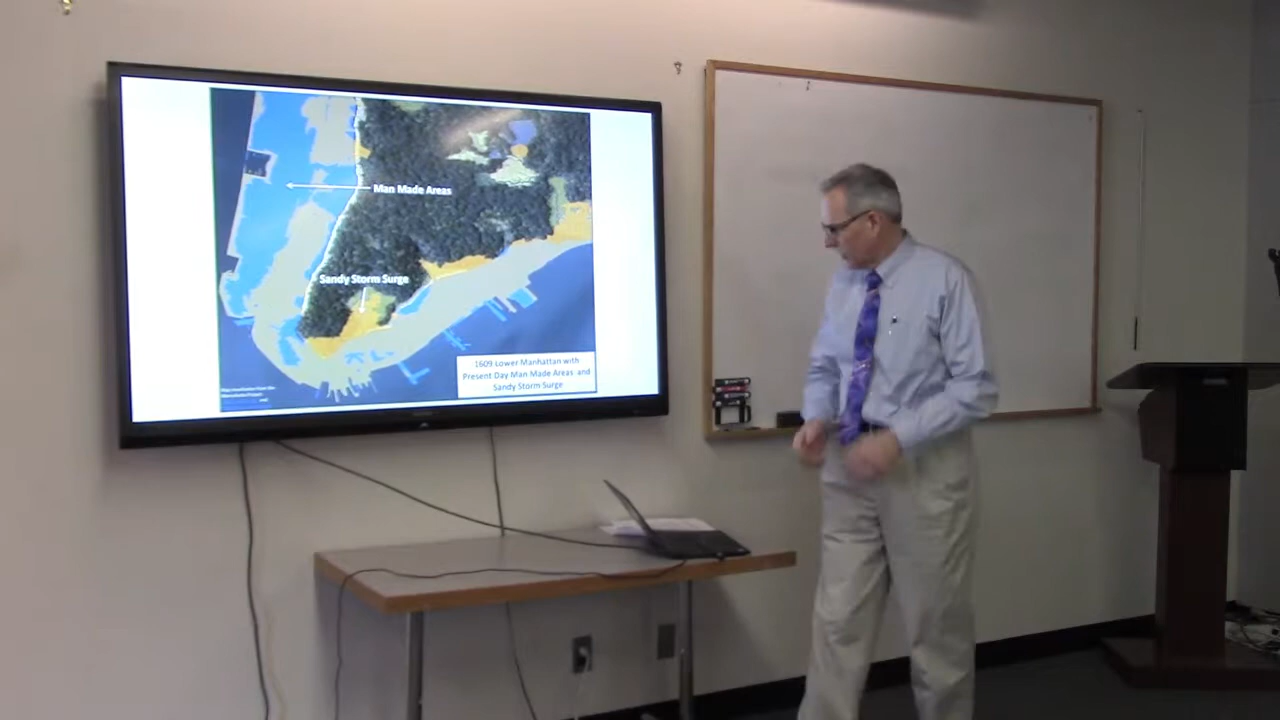 Man Made Areas
Sandy Storm Surge
1609 Lower Manhattan with
Present Day Man Made Areas and
Sandy Storm Surge